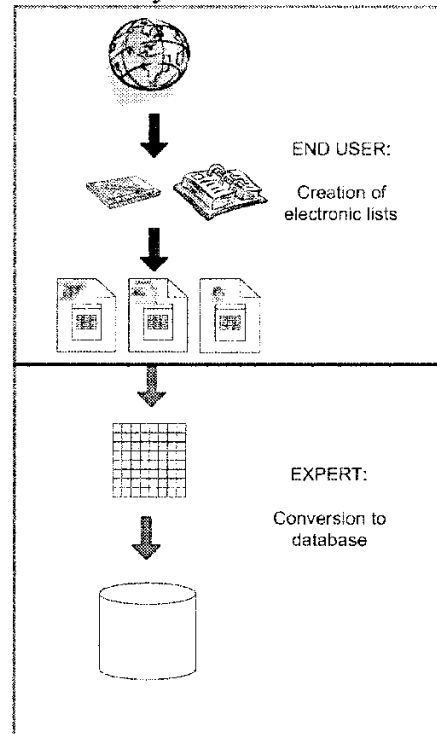 END USER:
Creation of
electronic lists
EXPERT:
Conversion to
database